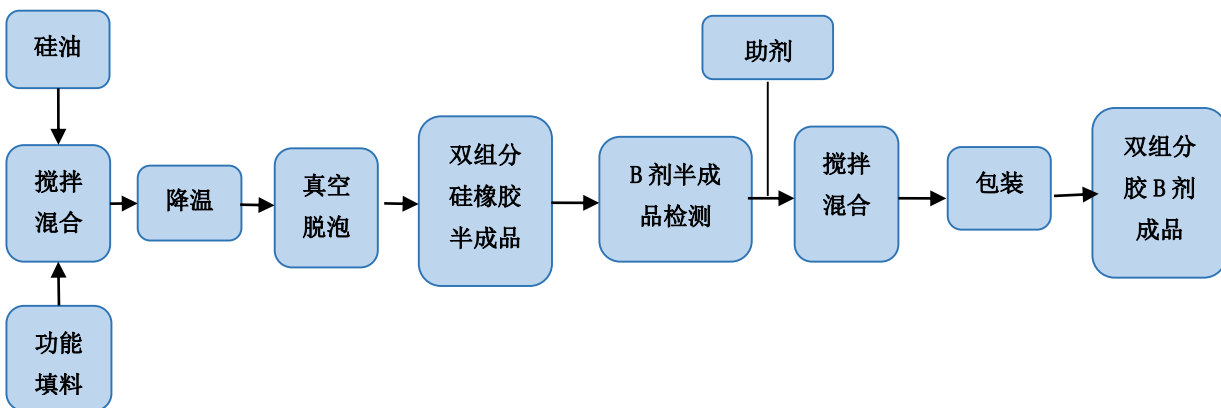 硅油
助剂
搅拌
混合
降温
真空
脱泡
双组分
硅橡胶
半成品
B 剂半成
品检测
搅拌
混合
包装
双组分
胶 B 剂
成品
功能
填料